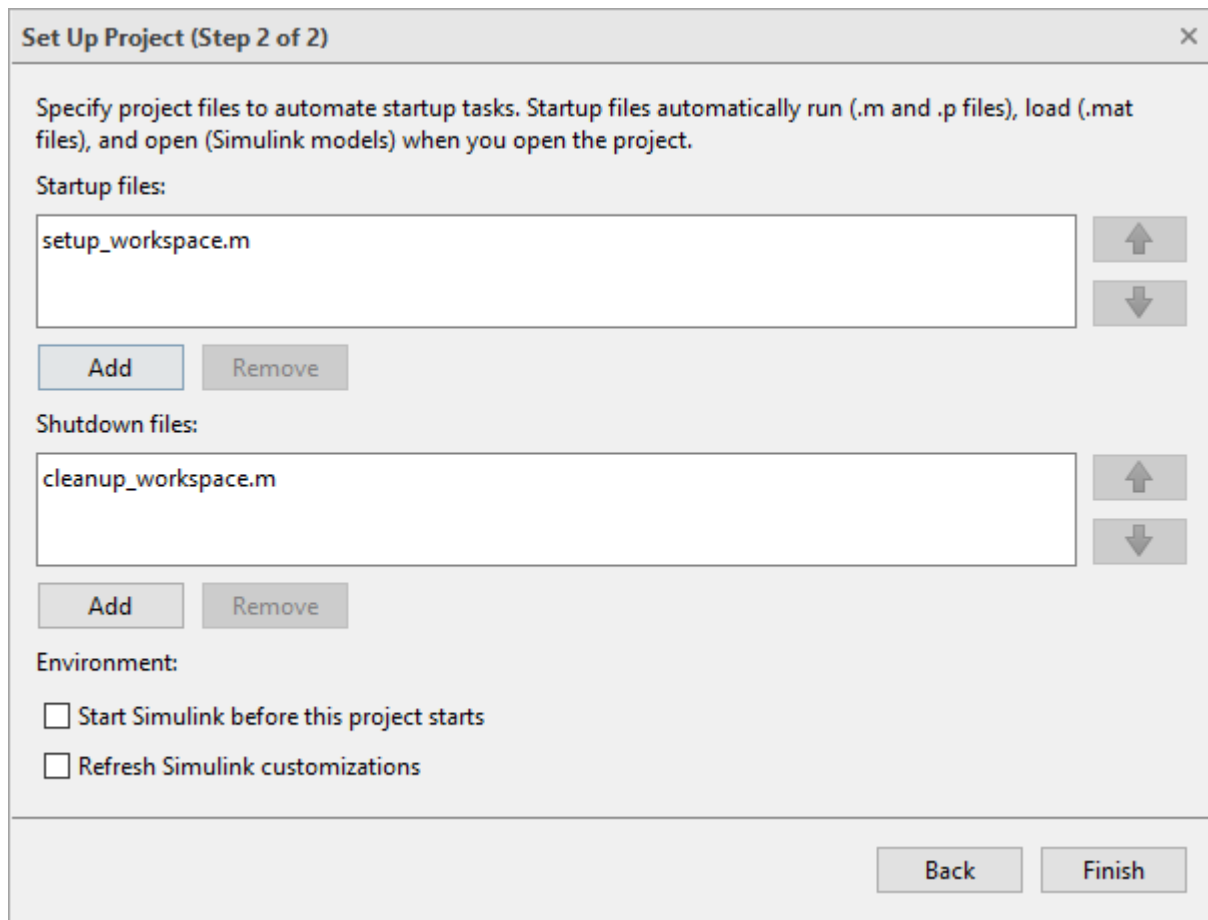 Set Up Project (Step 2 of 2)
Specify project files to automate startup tasks. Startup files automatically run (.m and .p files), load (.mat
files), and open (Simulink models) when you open the project.
Startup files:
setup_workspace.m
Add Remove
Shutdown files:
cleanup_workspace.m
Add Remove
Environment:
Start Simulink before this project starts
Refresh Simulink customizations
Back Finish